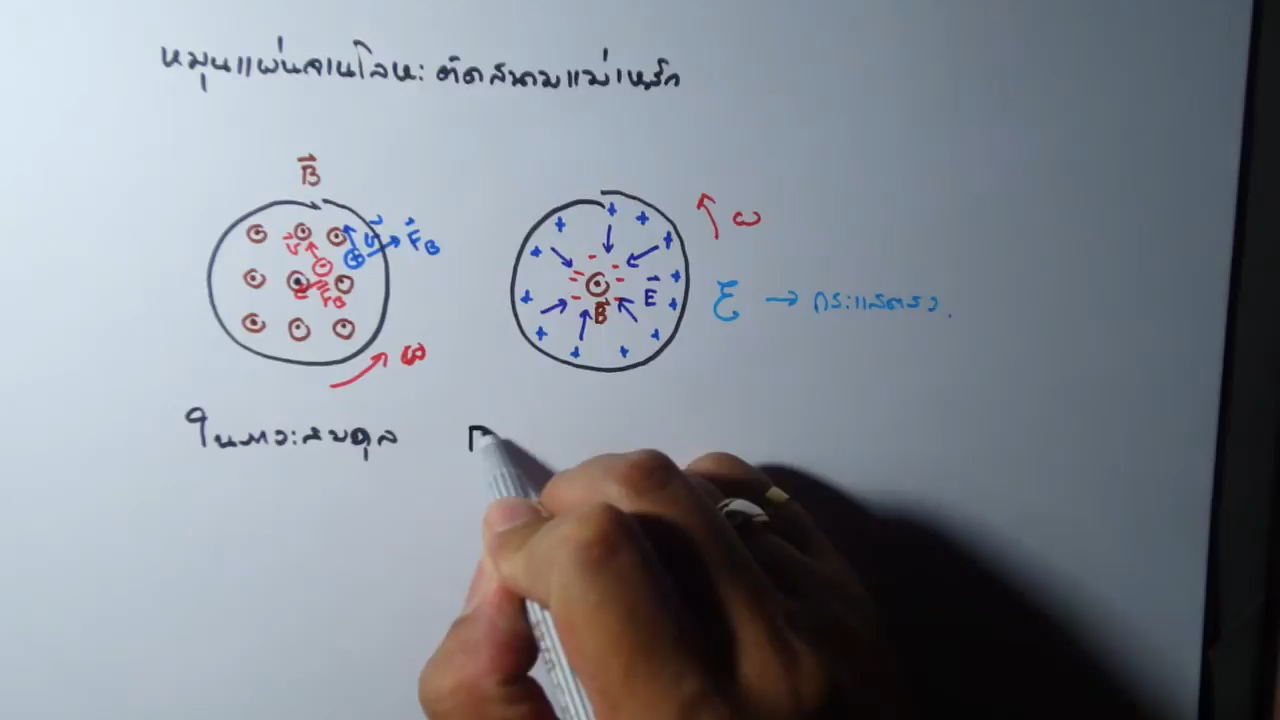 หมุนแผ่นจานโลหะตัดสนามแม่เหล็ก
B
v v F_B
F_B
ω
E B
ω
ℰ → กระแสตรง.
ในภาวะสมดุล